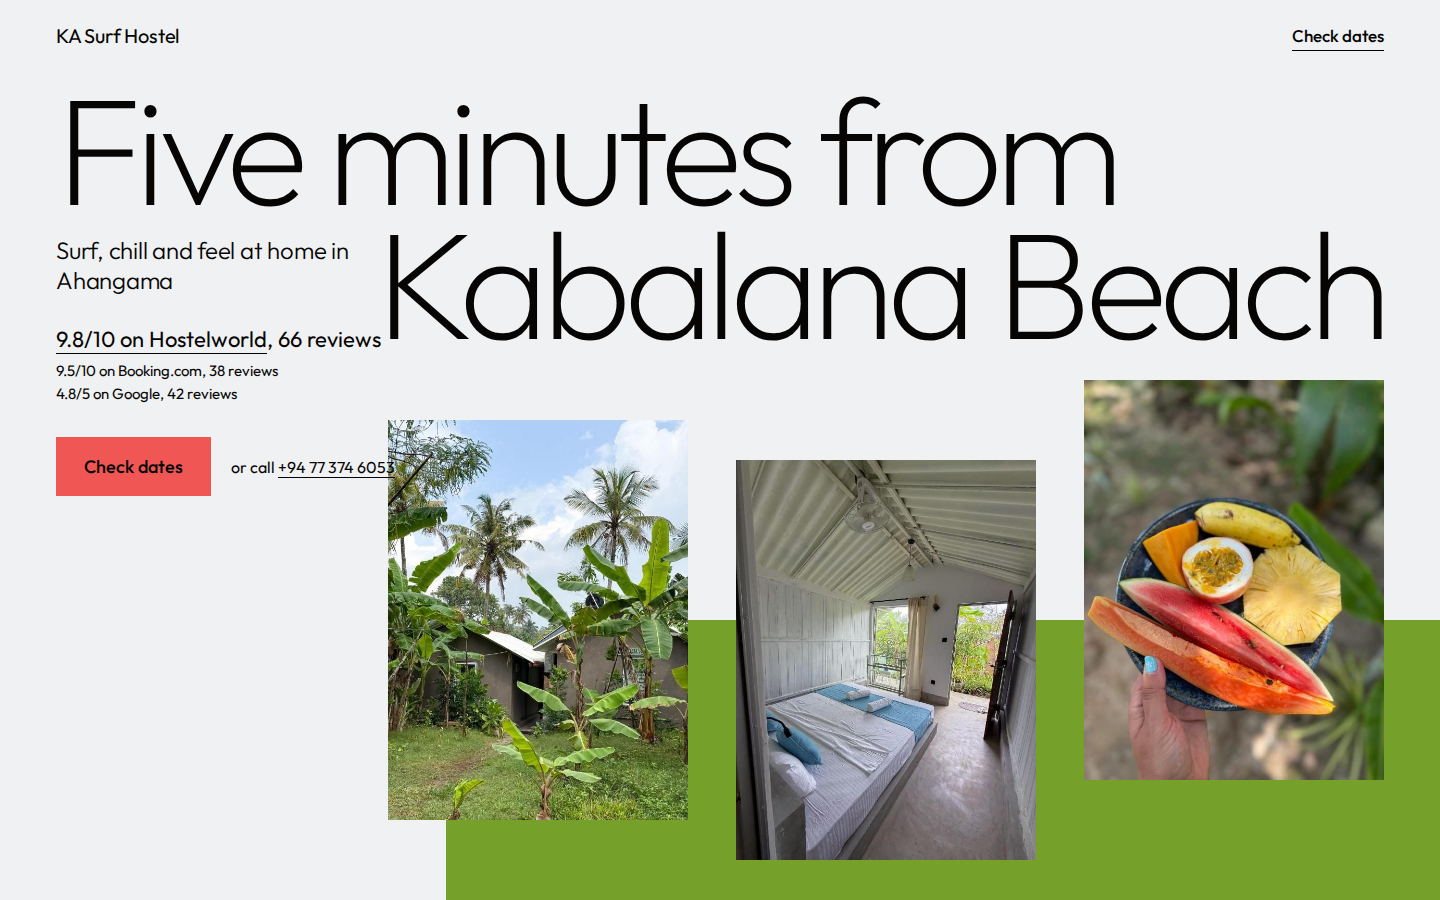 KA Surf Hostel
Check dates
Five minutes from
Kabalana Beach
Surf, chill and feel at home in
Ahangama
9.8/10 on Hostelworld, 66 reviews
9.5/10 on Booking.com, 38 reviews
4.8/5 on Google, 42 reviews
Check dates
or call +94 77 374 6053